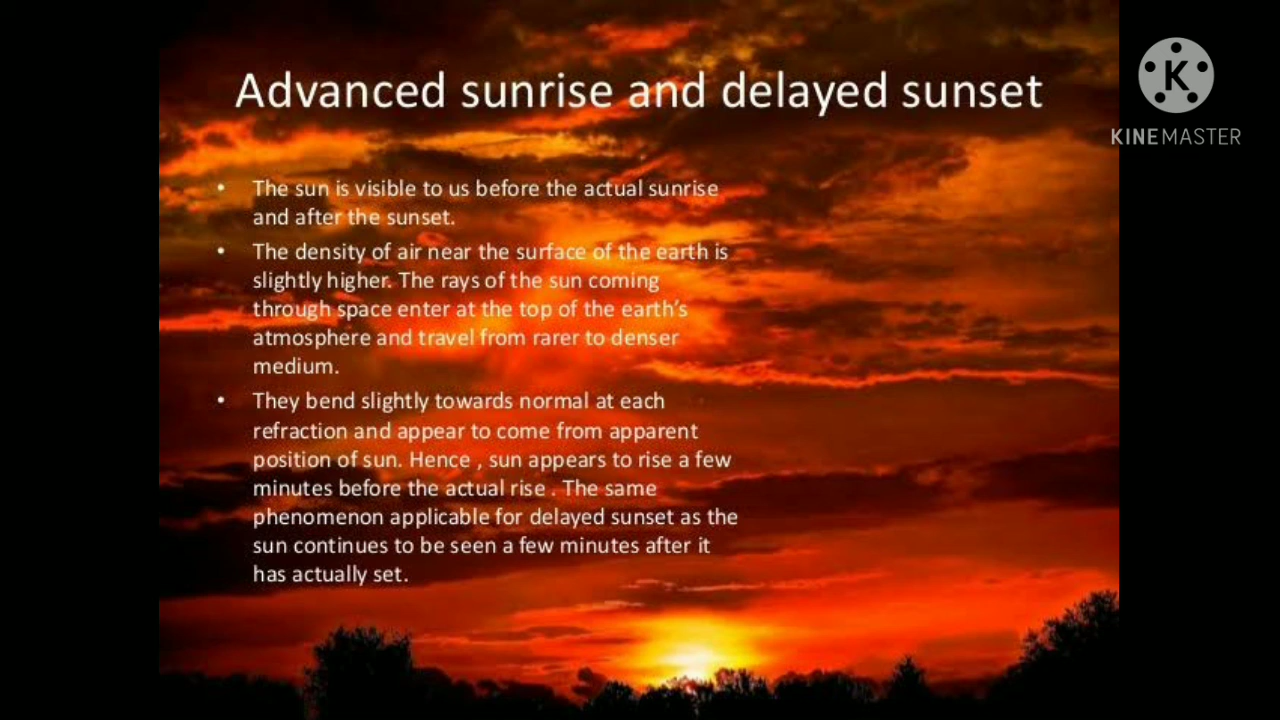 Advanced sunrise and delayed sunset
K
KINEMASTER
• The sun is visible to us before the actual sunrise
and after the sunset.
• The density of air near the surface of the earth is
slightly higher. The rays of the sun coming
through space enter at the top of the earth’s
atmosphere and travel from rarer to denser
medium.
• They bend slightly towards normal at each
refraction and appear to come from apparent
position of sun. Hence , sun appears to rise a few
minutes before the actual rise . The same
phenomenon applicable for delayed sunset as the
sun continues to be seen a few minutes after it
has actually set.